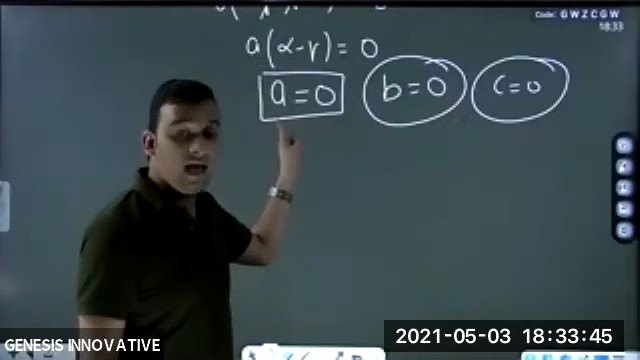 Code: GWZCGW
18:33
a(α-γ) = 0
a = 0 b = 0 c = 0
GENESIS INNOVATIVE
2021-05-03 18:33:45